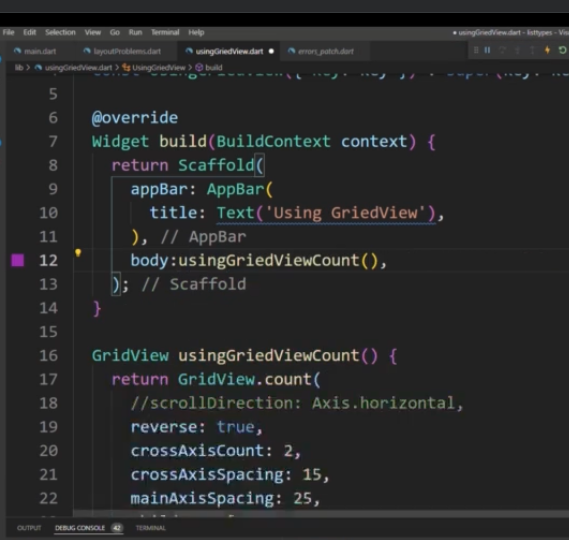 File Edit Selection View Go Run Terminal Help
usingGriedView.dart - listtypes - Vis
main.dart layoutProblems.dart usingGriedView.dart errors_patch.dart
lib > usingGriedView.dart > UsingGriedView > build
5
6 @override
7 Widget build(BuildContext context) {
8 return Scaffold(
9 appBar: AppBar(
10 title: Text('Using GriedView'),
11 ), // AppBar
12 body:usingGriedViewCount(),
13 ); // Scaffold
14 }
15
16 GridView usingGriedViewCount() {
17 return GridView.count(
18 //scrollDirection: Axis.horizontal,
19 reverse: true,
20 crossAxisCount: 2,
21 crossAxisSpacing: 15,
22 mainAxisSpacing: 25,
OUTPUT DEBUG CONSOLE 42 TERMINAL